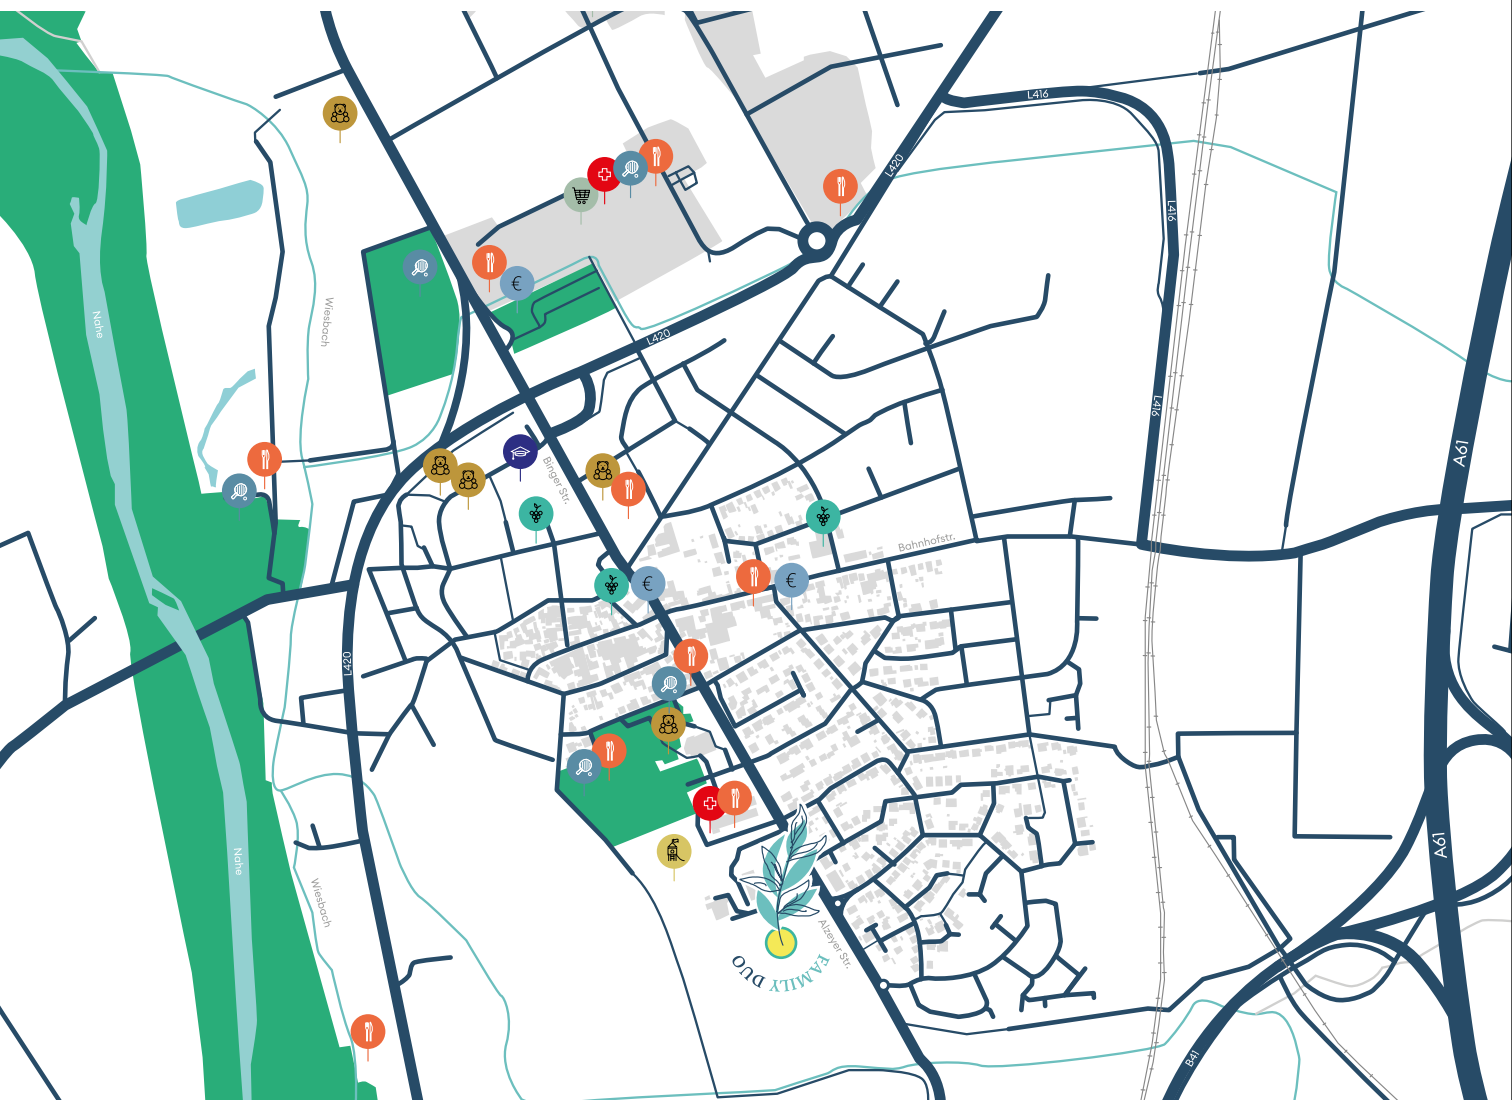 L416
L420
L416
Nahe
Wiesbach
€
L420
L416
A61
Binger Str.
Bahnhofstr.
€
€
L420
A61
Nahe
Wiesbach
Alzeyer Str.
FAMILY DUO
B41